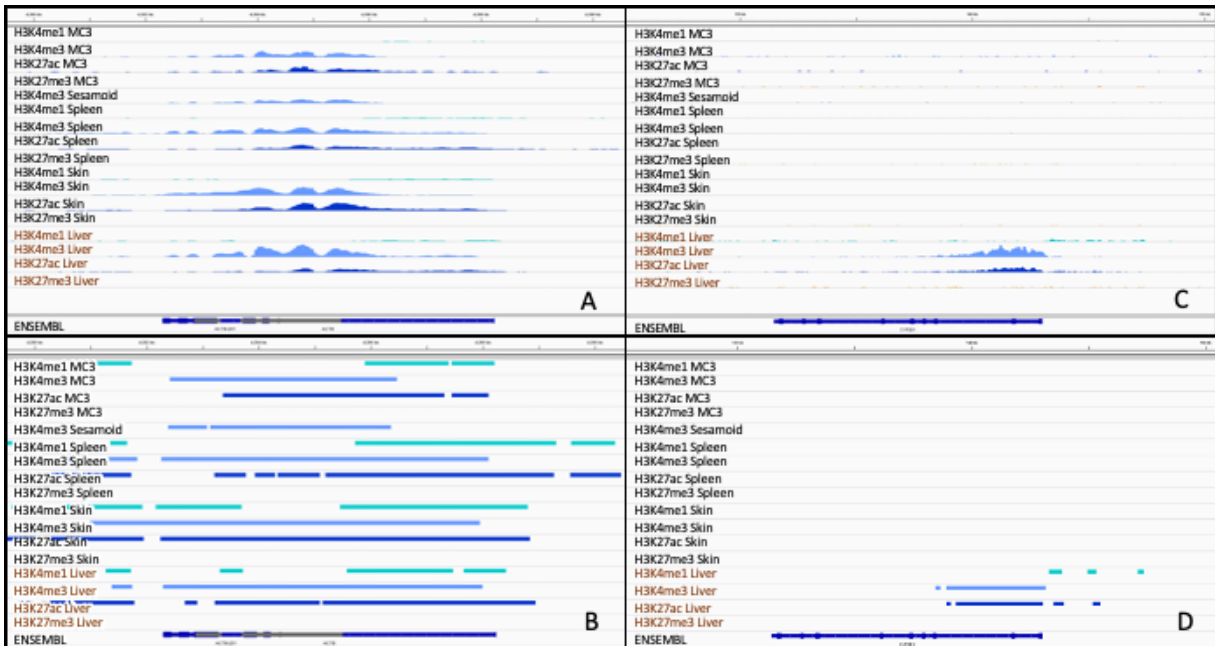 H3K4me1 MC3
H3K4me3 MC3
H3K27ac MC3
H3K27me3 MC3
H3K4me3 Sesamoid
H3K4me1 Spleen
H3K4me3 Spleen
H3K27ac Spleen
H3K27me3 Spleen
H3K4me1 Skin
H3K4me3 Skin
H3K27ac Skin
H3K27me3 Skin
H3K4me1 Liver
H3K4me3 Liver
H3K27ac Liver
H3K27me3 Liver
A
ENSEMBL
H3K4me1 MC3
H3K4me3 MC3
H3K27ac MC3
H3K27me3 MC3
H3K4me3 Sesamoid
H3K4me1 Spleen
H3K4me3 Spleen
H3K27ac Spleen
H3K27me3 Spleen
H3K4me1 Skin
H3K4me3 Skin
H3K27ac Skin
H3K27me3 Skin
H3K4me1 Liver
H3K4me3 Liver
H3K27ac Liver
H3K27me3 Liver
C
ENSEMBL
H3K4me1 MC3
H3K4me3 MC3
H3K27ac MC3
H3K27me3 MC3
H3K4me3 Sesamoid
H3K4me1 Spleen
H3K4me3 Spleen
H3K27ac Spleen
H3K27me3 Spleen
H3K4me1 Skin
H3K4me3 Skin
H3K27ac Skin
H3K27me3 Skin
H3K4me1 Liver
H3K4me3 Liver
H3K27ac Liver
H3K27me3 Liver
B
ENSEMBL
H3K4me1 MC3
H3K4me3 MC3
H3K27ac MC3
H3K27me3 MC3
H3K4me3 Sesamoid
H3K4me1 Spleen
H3K4me3 Spleen
H3K27ac Spleen
H3K27me3 Spleen
H3K4me1 Skin
H3K4me3 Skin
H3K27ac Skin
H3K27me3 Skin
H3K4me1 Liver
H3K4me3 Liver
H3K27ac Liver
H3K27me3 Liver
D
ENSEMBL